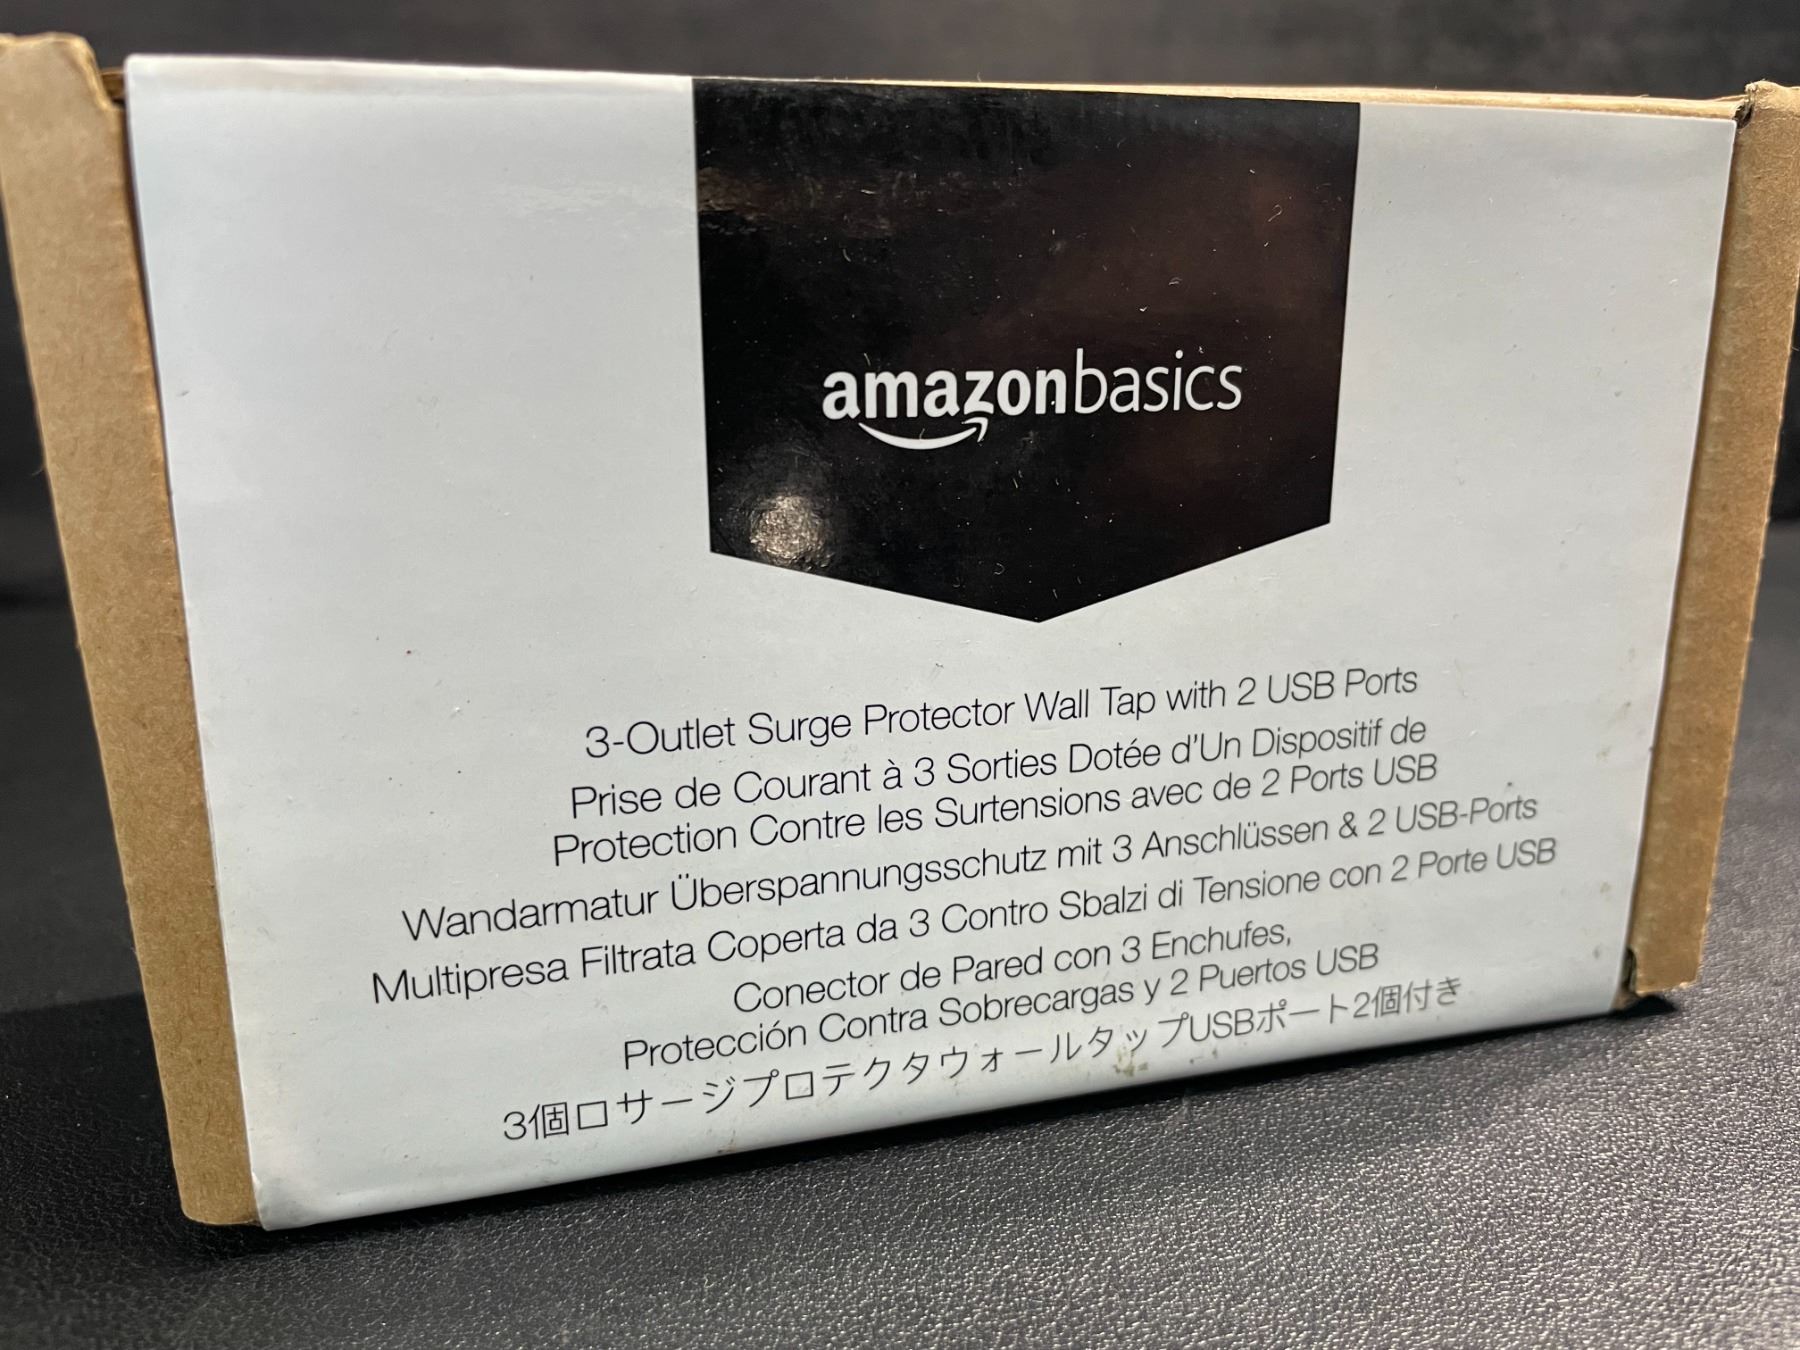 amazonbasics
3-Outlet Surge Protector Wall Tap with 2 USB Ports
Prise de Courant à 3 Sorties Dotée d'Un Dispositif de
Protection Contre les Surtensions avec de 2 Ports USB
Wandarmatur Überspannungsschutz mit 3 Anschlüssen & 2 USB-Ports
Multipresa Filtrata Coperta da 3 Contro Sbalzi di Tensione con 2 Porte USB
Conector de Pared con 3 Enchufes,
Protección Contra Sobrecargas y 2 Puertos USB
3個口サージプロテクタウォールタップUSBポート2個付き